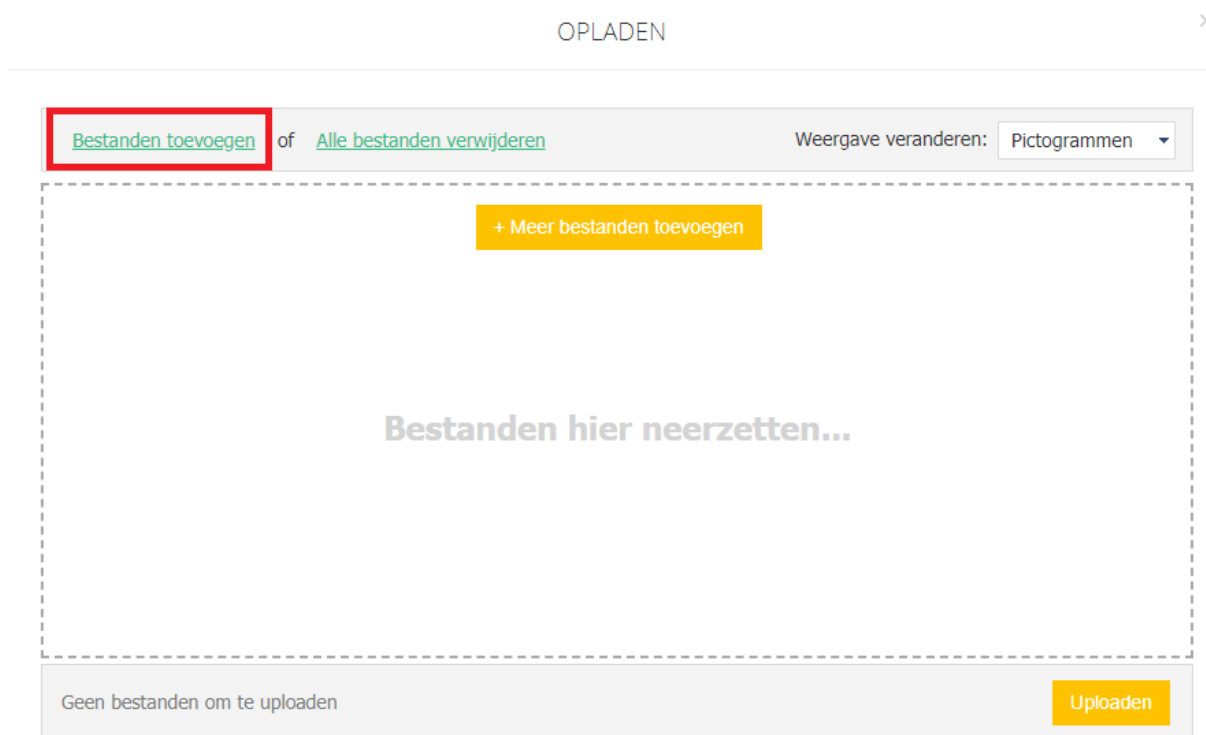 OPLADEN
Bestanden toevoegen of Alle bestanden verwijderen Weergave veranderen: Pictogrammen
+ Meer bestanden toevoegen
Bestanden hier neerzetten...
Geen bestanden om te uploaden Uploaden